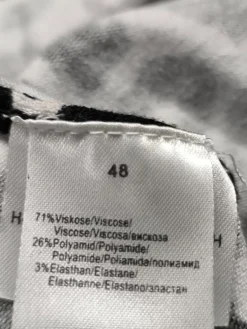 48
H
71%Viskose/Viscose/
Viscose/Viscosa/вискоза
26%Polyamid/Polyamide/
Polyamide/Poliamida/полиамид
H
3%Elasthan/Elastane/
Elasthanne/Elastano/эластан